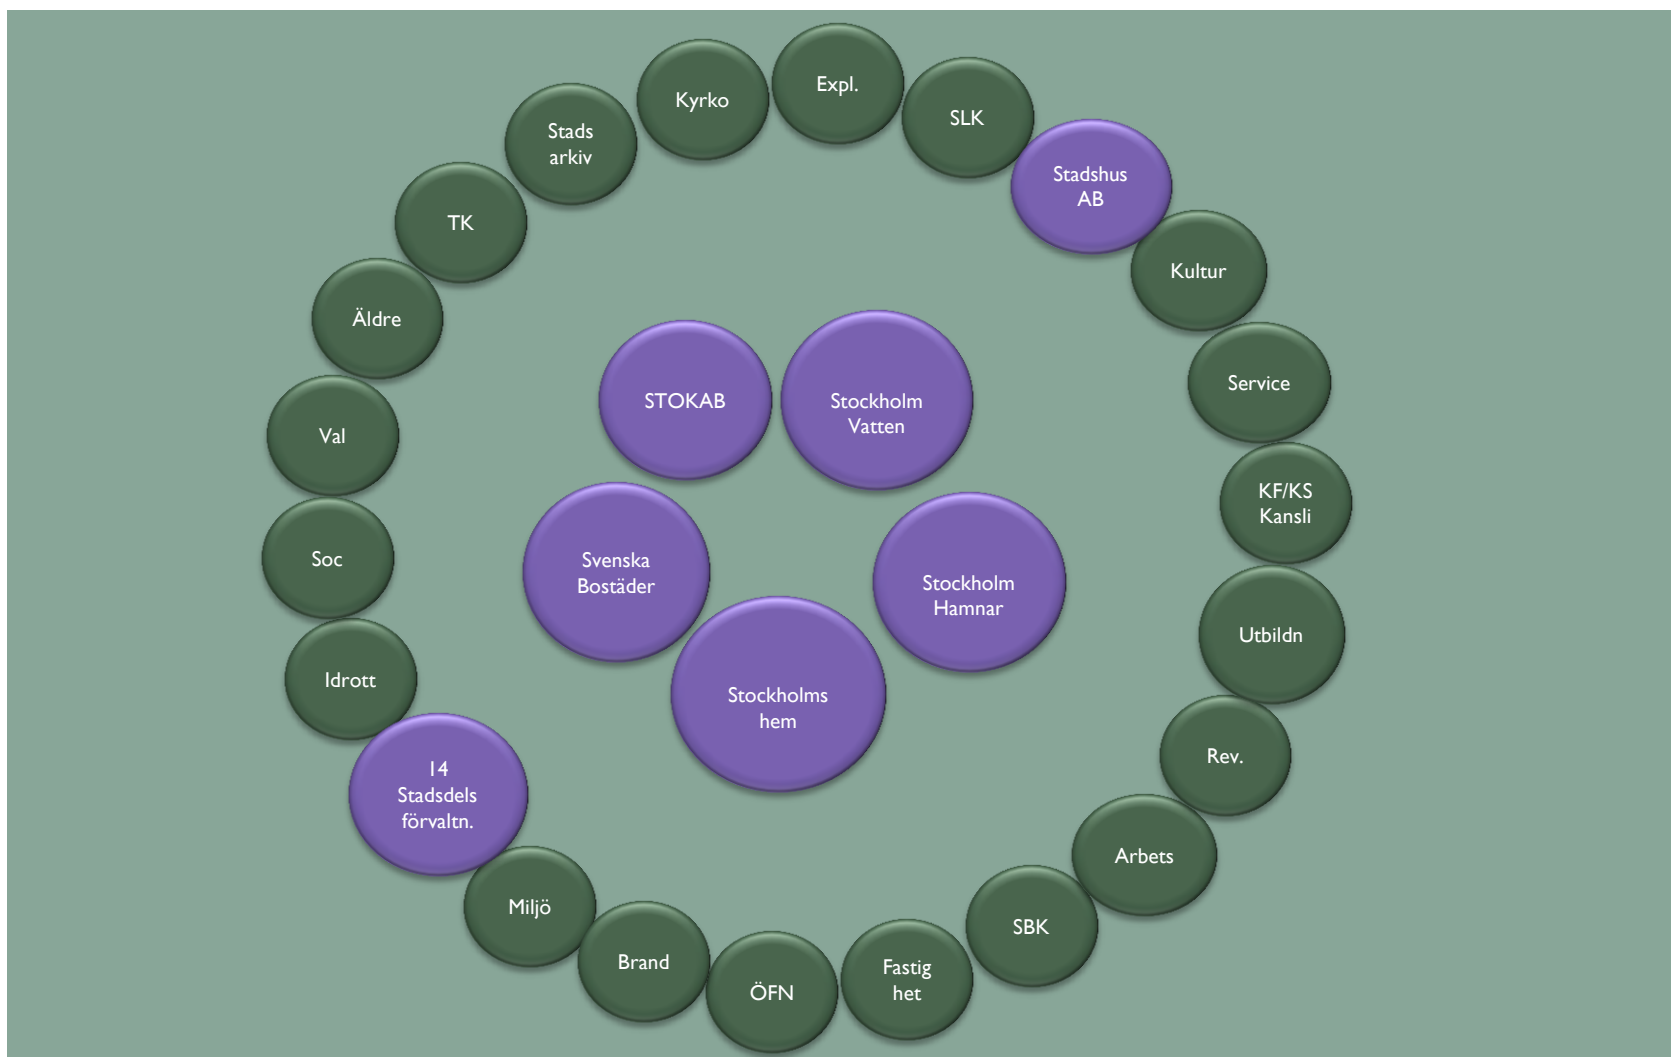 Expl.
Kyrko
SLK
Stads
arkiv
Stadshus
AB
TK
Kultur
Äldre
Service
STOKAB
Stockholm
Vatten
Val
KF/KS
Kansli
Soc
Svenska
Bostäder
Stockholm
Hamnar
Utbildn
Idrott
Stockholms
hem
Rev.
14
Stadsdels
förvaltn.
Arbets
Miljö
SBK
Brand
Fastig
het
ÖFN